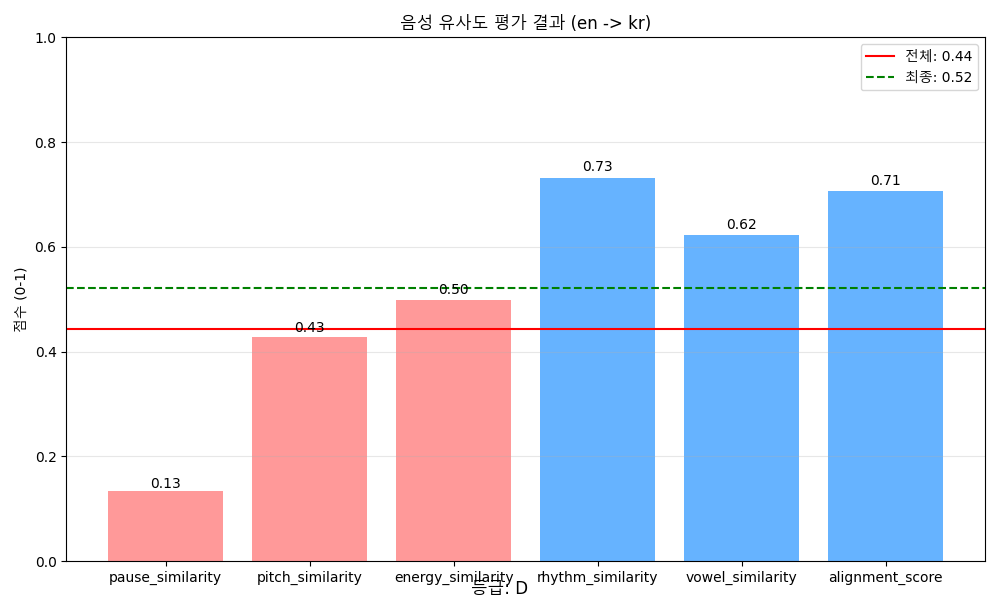 음성 유사도 평가 결과 (en -> kr)
전체: 0.44
최종: 0.52
점수 (0-1)
1.0
0.8
0.6
0.4
0.2
0.0
0.13
0.43
0.50
0.73
0.62
0.71
pause_similarity
pitch_similarity
energy_similarity
rhythm_similarity
vowel_similarity
alignment_score
등급: D